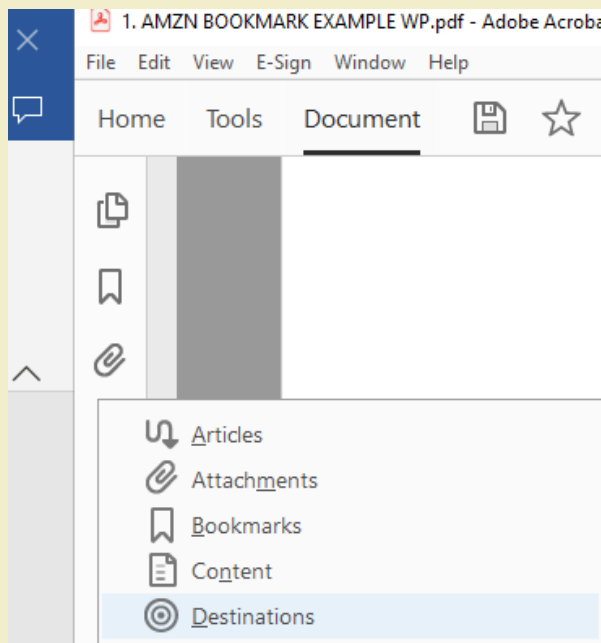 1. AMZN BOOKMARK EXAMPLE WP.pdf - Adobe Acroba
File Edit View E-Sign Window Help
Home Tools Document
Articles
Attachments
Bookmarks
Content
Destinations